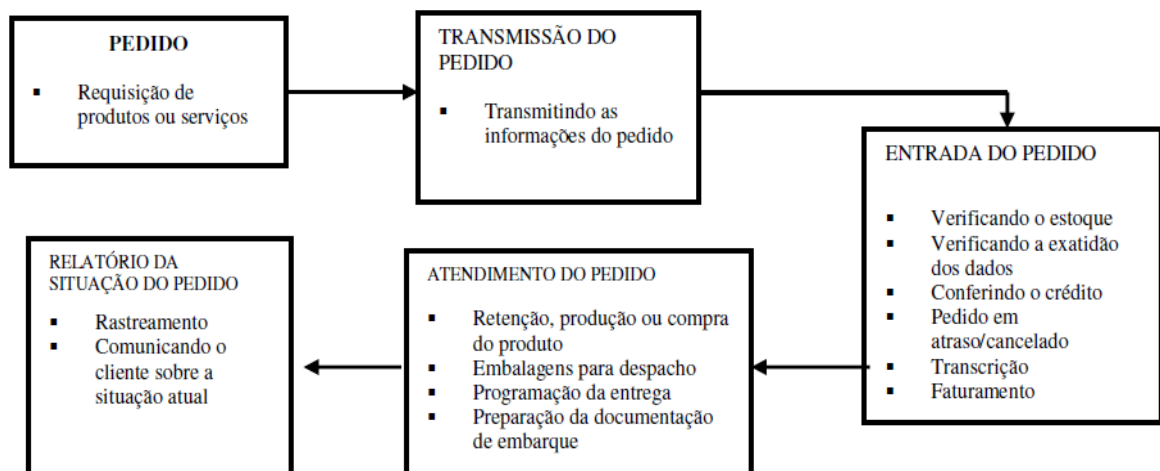 PEDIDO
▪ Requisição de
produtos ou serviços
TRANSMISSÃO DO
PEDIDO
▪ Transmitindo as
informações do pedido
ENTRADA DO PEDIDO
▪ Verificando o estoque
▪ Verificando a exatidão
dos dados
▪ Conferindo o crédito
▪ Pedido em
atraso/cancelado
▪ Transcrição
▪ Faturamento
ATENDIMENTO DO PEDIDO
▪ Retenção, produção ou compra
do produto
▪ Embalagens para despacho
▪ Programação da entrega
▪ Preparação da documentação
de embarque
RELATÓRIO DA
SITUAÇÃO DO PEDIDO
▪ Rastreamento
▪ Comunicando o
cliente sobre a
situação atual